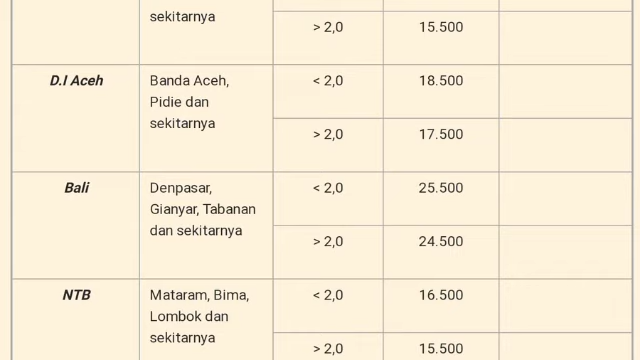 sekitarnya
> 2,0 15.500
D.I Aceh Banda Aceh, < 2,0 18.500
Pidie dan
sekitarnya
> 2,0 17.500
Bali Denpasar, < 2,0 25.500
Gianyar, Tabanan
dan sekitarnya
> 2,0 24.500
NTB Mataram, Bima, < 2,0 16.500
Lombok dan
sekitarnya
> 2,0 15.500